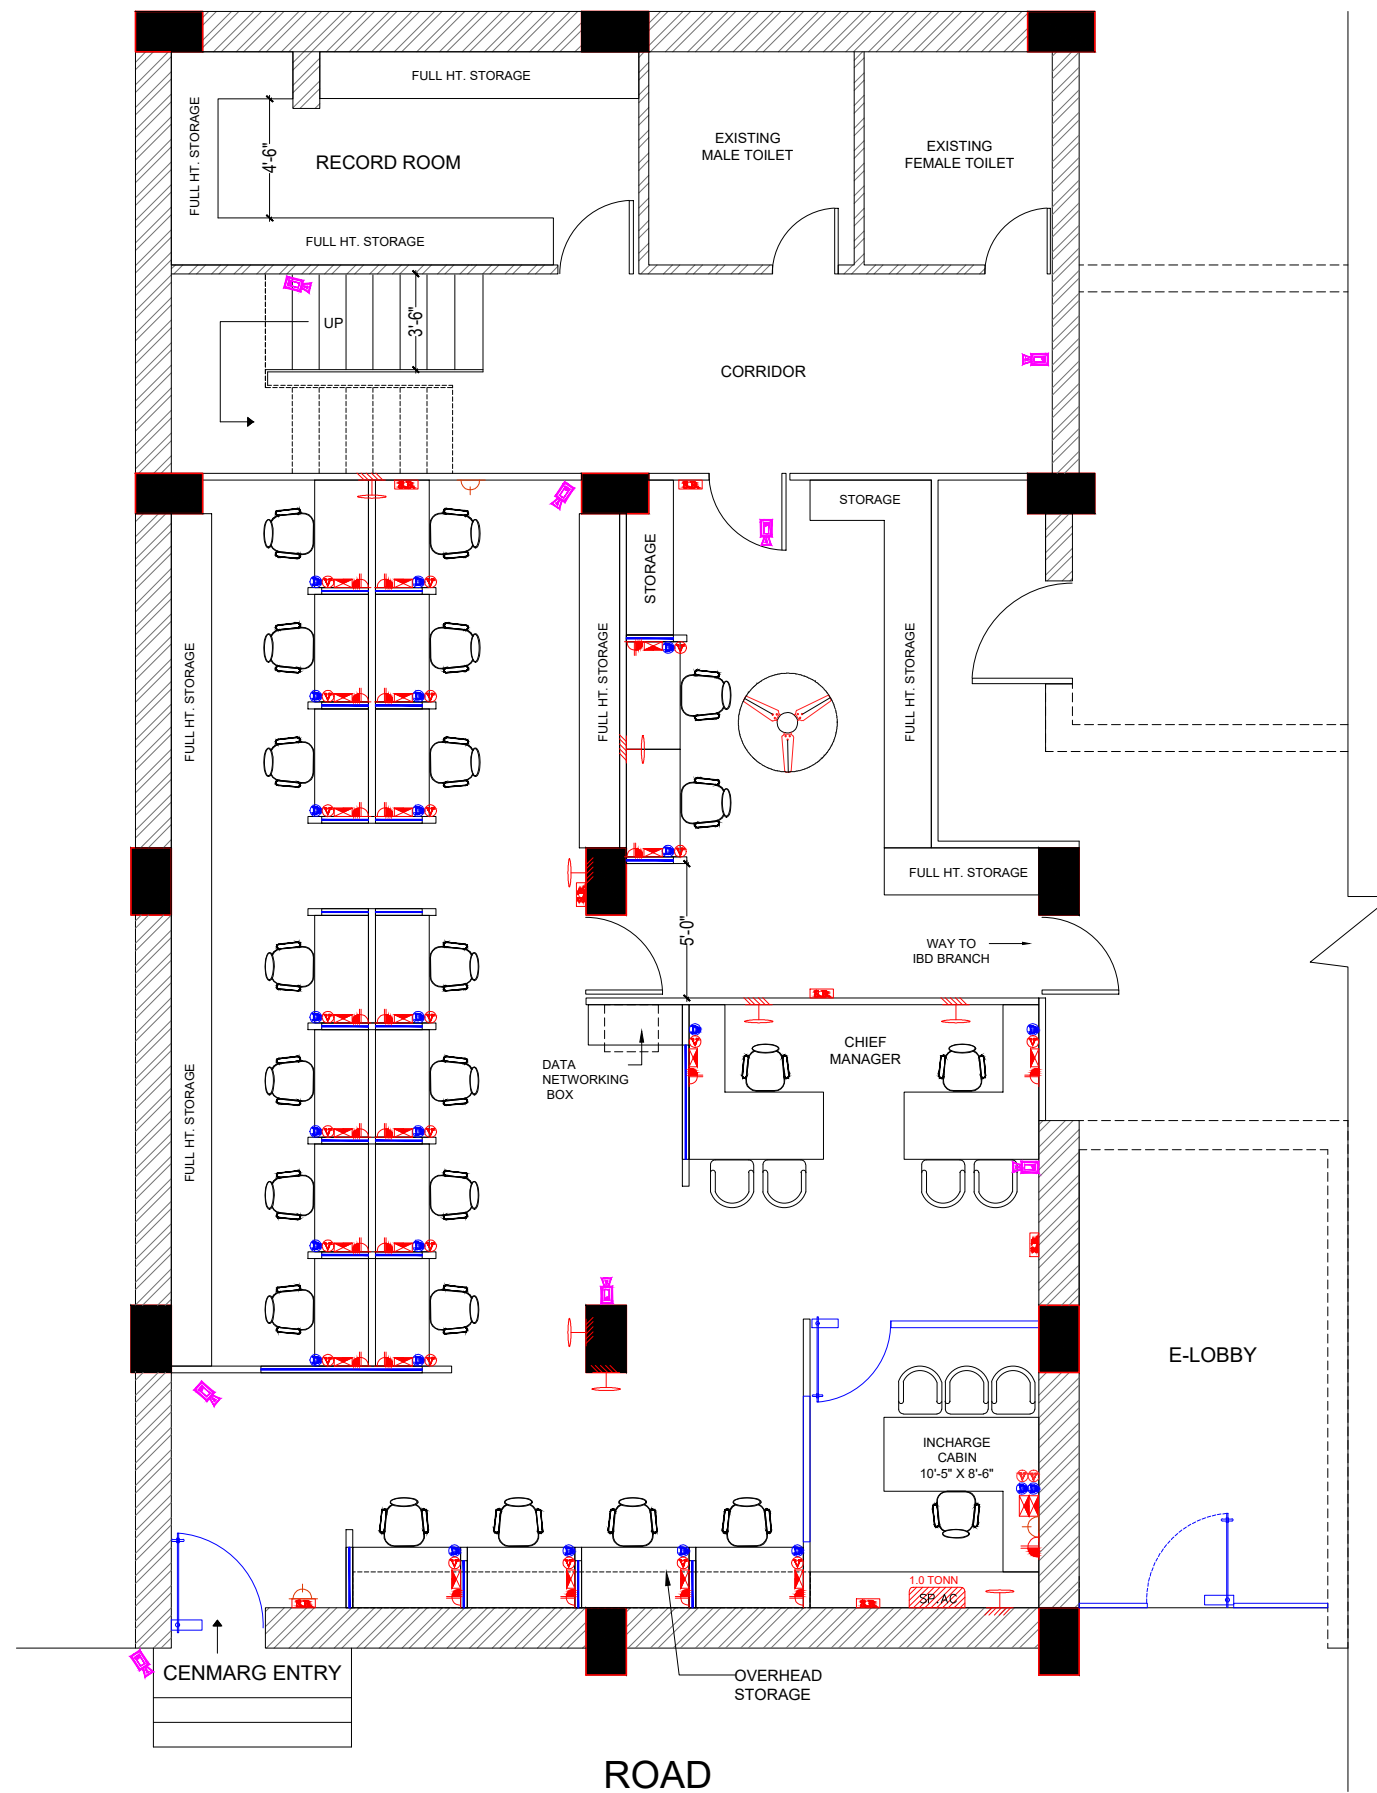 FULL HT. STORAGE
FULL HT. STORAGE
4'-6"
RECORD ROOM
FULL HT. STORAGE
EXISTING
MALE TOILET
EXISTING
FEMALE TOILET
UP
3'-6"
CORRIDOR
STORAGE
STORAGE
FULL HT. STORAGE
FULL HT. STORAGE
FULL HT. STORAGE
FULL HT. STORAGE
5'-0"
WAY TO
IBD BRANCH
CHIEF
MANAGER
DATA
NETWORKING
BOX
FULL HT. STORAGE
E-LOBBY
INCHARGE
CABIN
10'-5" X 8'-6"
1.0 TONN
SP. AC
CENMARG ENTRY
OVERHEAD
STORAGE
ROAD